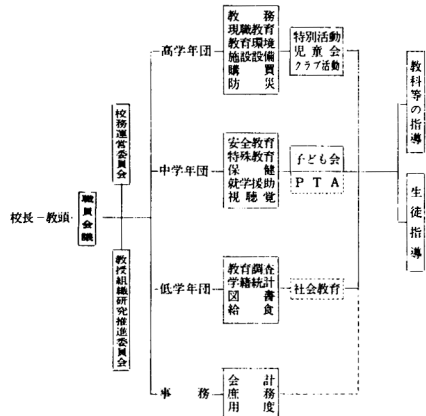 校長－教頭
職員会議
校務運営委員会
教授組織研究推進委員会
高学年団
教務
現職教育
教育環境
施設設備
購買
防災
特別活動
児童会
クラブ活動
中学年団
安全教育
特殊教育
保健
就学援助
視聴覚
子ども会
PTA
低学年団
教育調査
学籍統計
図書
給食
社会教育
事務
会計
庶務
用度
教科等の指導
生徒指導